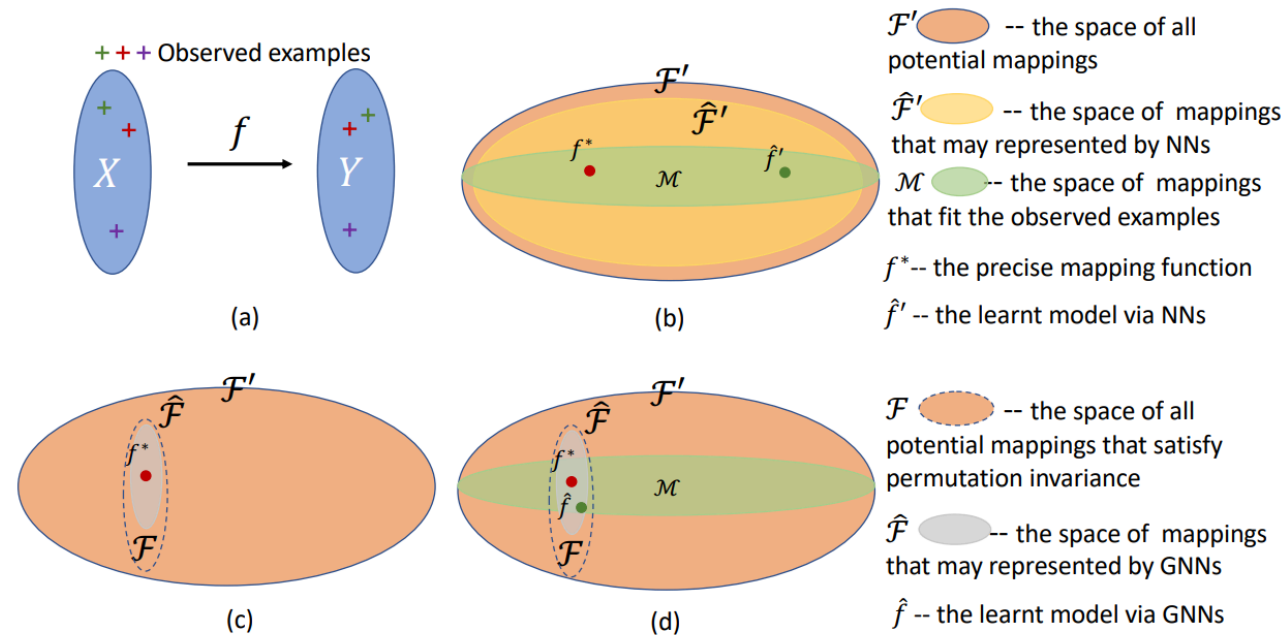 + + + Observed examples
X
f
Y
(a)
ℱ′
ℱ̂′
f*
ℳ
f̂′
(b)
ℱ′ -- the space of all
potential mappings
ℱ̂′ -- the space of mappings
that may represented by NNs
ℳ -- the space of mappings
that fit the observed examples
f* -- the precise mapping function
f̂′ -- the learnt model via NNs
ℱ′
ℱ̂
f*
ℱ
(c)
ℱ′
ℱ̂
f*
ℳ
f̂
ℱ
(d)
ℱ -- the space of all
potential mappings that satisfy
permutation invariance
ℱ̂ -- the space of mappings
that may represented by GNNs
f̂ -- the learnt model via GNNs